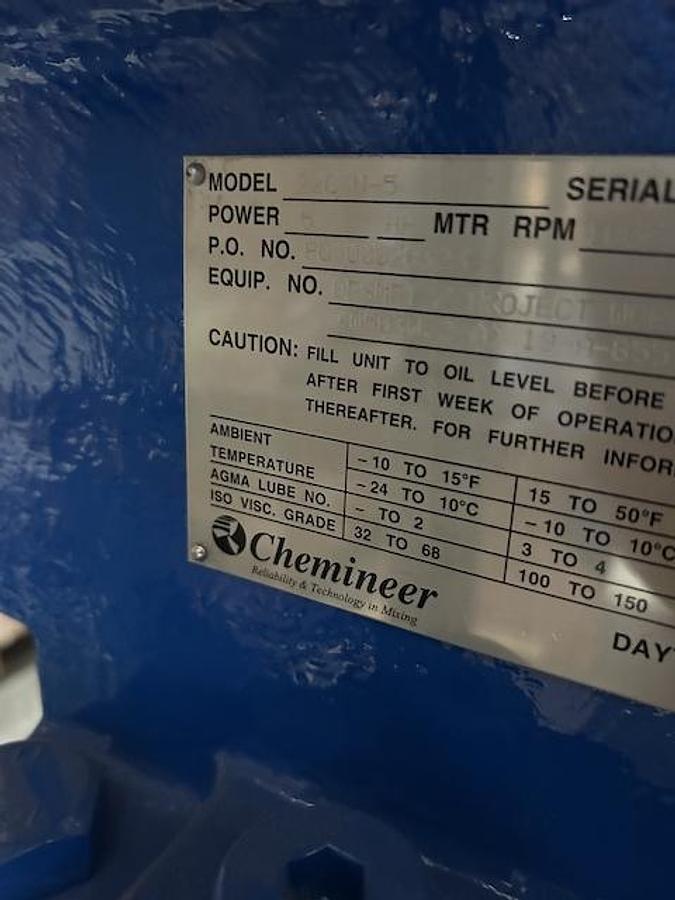 MODEL SERIAL
POWER MTR RPM
P.O. NO.
EQUIP. NO.
CAUTION: FILL UNIT TO OIL LEVEL BEFORE
AFTER FIRST WEEK OF OPERATIO
THEREAFTER. FOR FURTHER INFOR
AMBIENT -10 TO 15°F 15 TO 50°F
TEMPERATURE -24 TO 10°C -10 TO 10°C
AGMA LUBE NO. - TO 2 3 TO 4
ISO VISC. GRADE 32 TO 68 100 TO 150
Chemineer
Reliability & Technology in Mixing
DAY